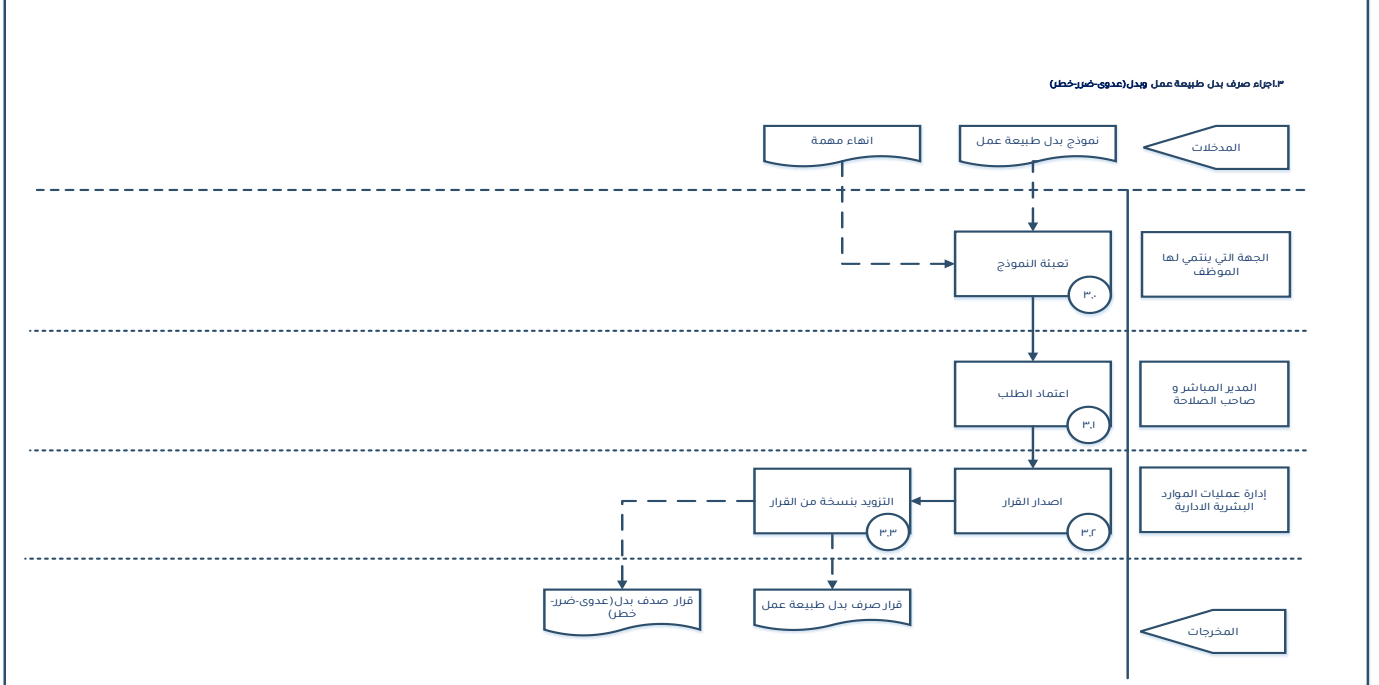 ٣.اجراء صرف بدل طبيعة عمل وبدل(عدوى-ضرر-خطر)
المدخلات
نموذج بدل طبيعة عمل
انهاء مهمة
الجهة التي ينتمي لها
الموظف
تعبئة النموذج
٣.٠
المدير المباشر و
صاحب الصلاحة
اعتماد الطلب
٣.١
إدارة عمليات الموارد
البشرية الادارية
اصدار القرار
٣.٢
التزويد بنسخة من القرار
٣.٣
المخرجات
قرار صرف بدل طبيعة عمل
قرار صدف بدل(عدوى-ضرر-
خطر)